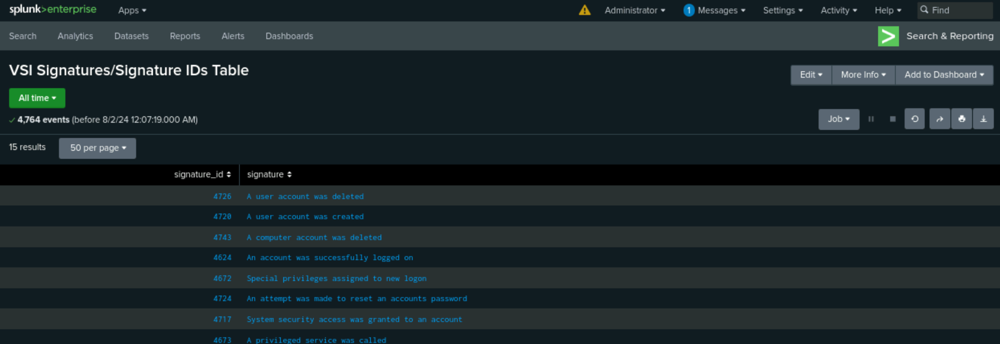 splunk>enterprise Apps Administrator 1 Messages Settings Activity Help Find
Search Analytics Datasets Reports Alerts Dashboards Search & Reporting
VSI Signatures/Signature IDs Table
Edit More Info Add to Dashboard
All time
4,764 events (before 8/2/24 12:07:19.000 AM)
Job
15 results 50 per page
signature_id signature
4726 A user account was deleted
4720 A user account was created
4743 A computer account was deleted
4624 An account was successfully logged on
4672 Special privileges assigned to new logon
4724 An attempt was made to reset an accounts password
4717 System security access was granted to an account
4673 A privileged service was called